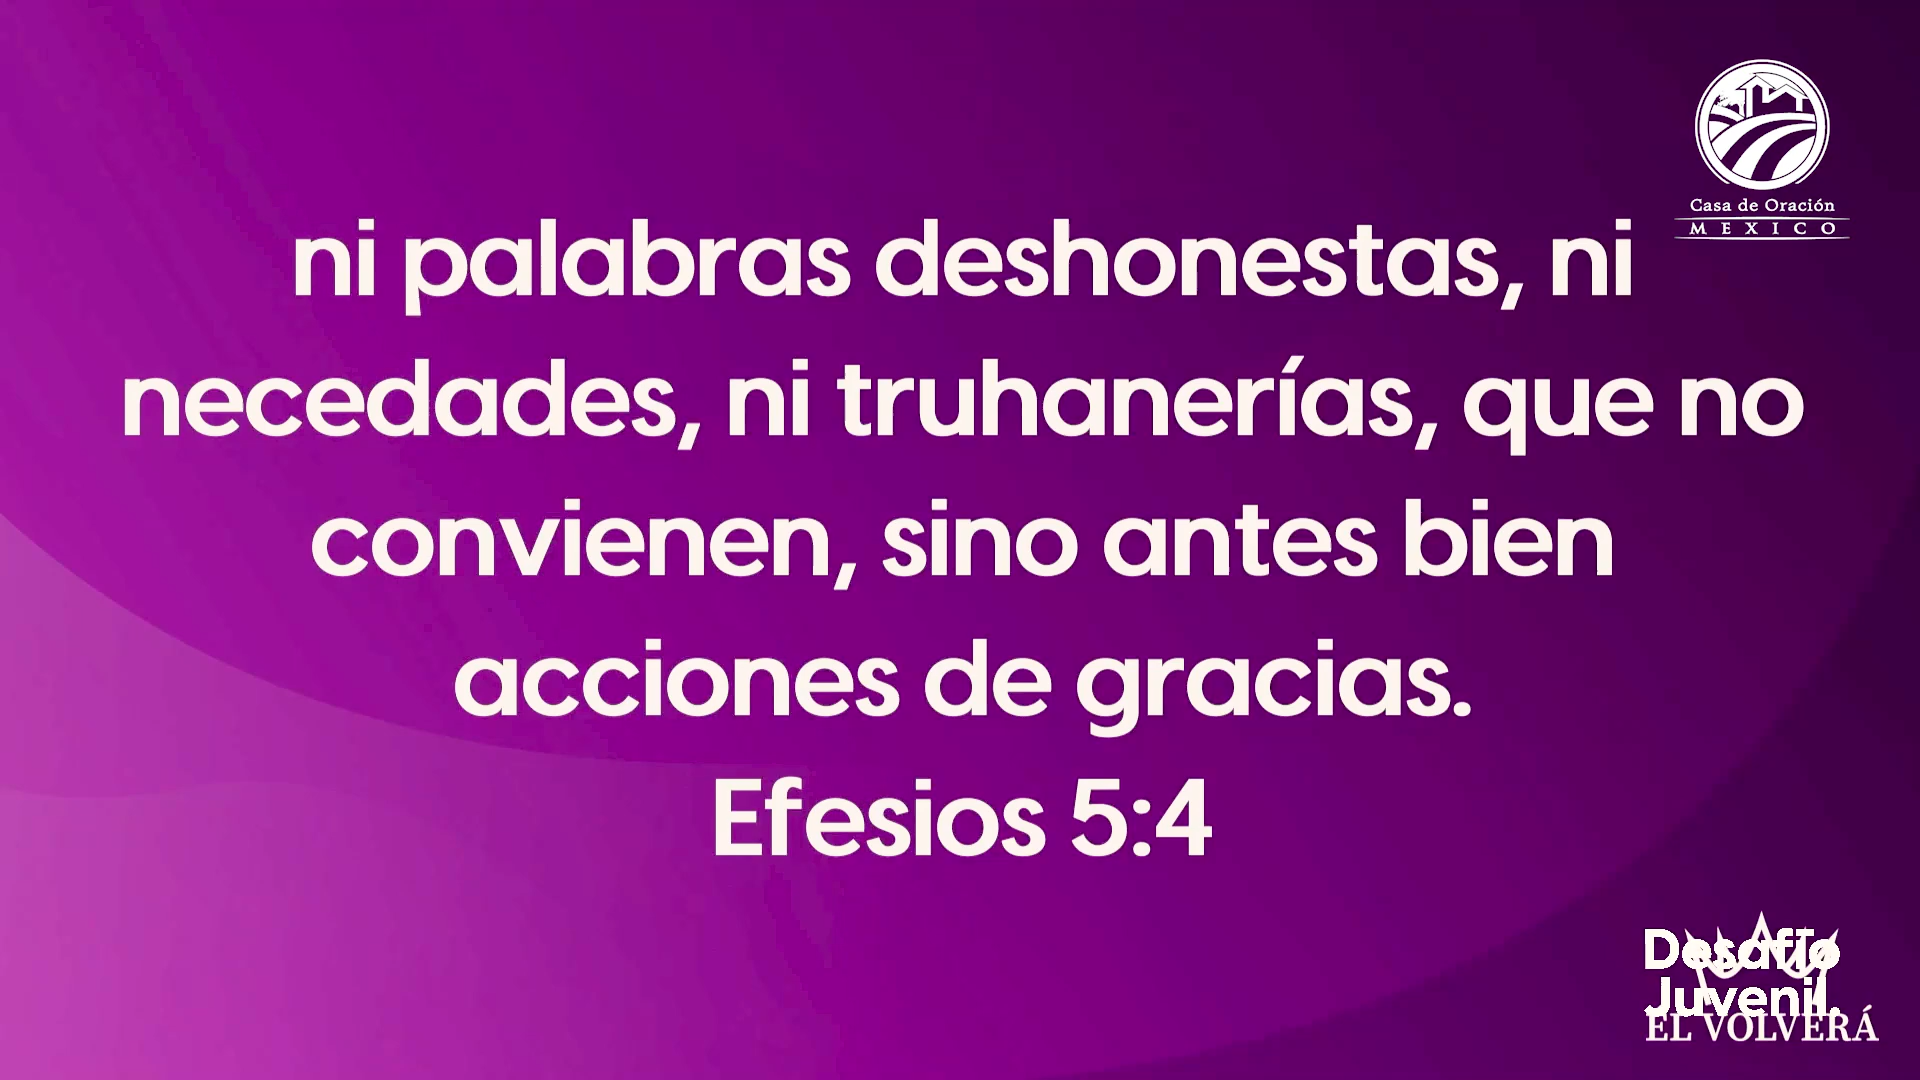 Casa de Oración
MEXICO
ni palabras deshonestas, ni
necedades, ni truhanerías, que no
convienen, sino antes bien
acciones de gracias.
Efesios 5:4
Desafío
Juvenil.
EL VOLVERÁ